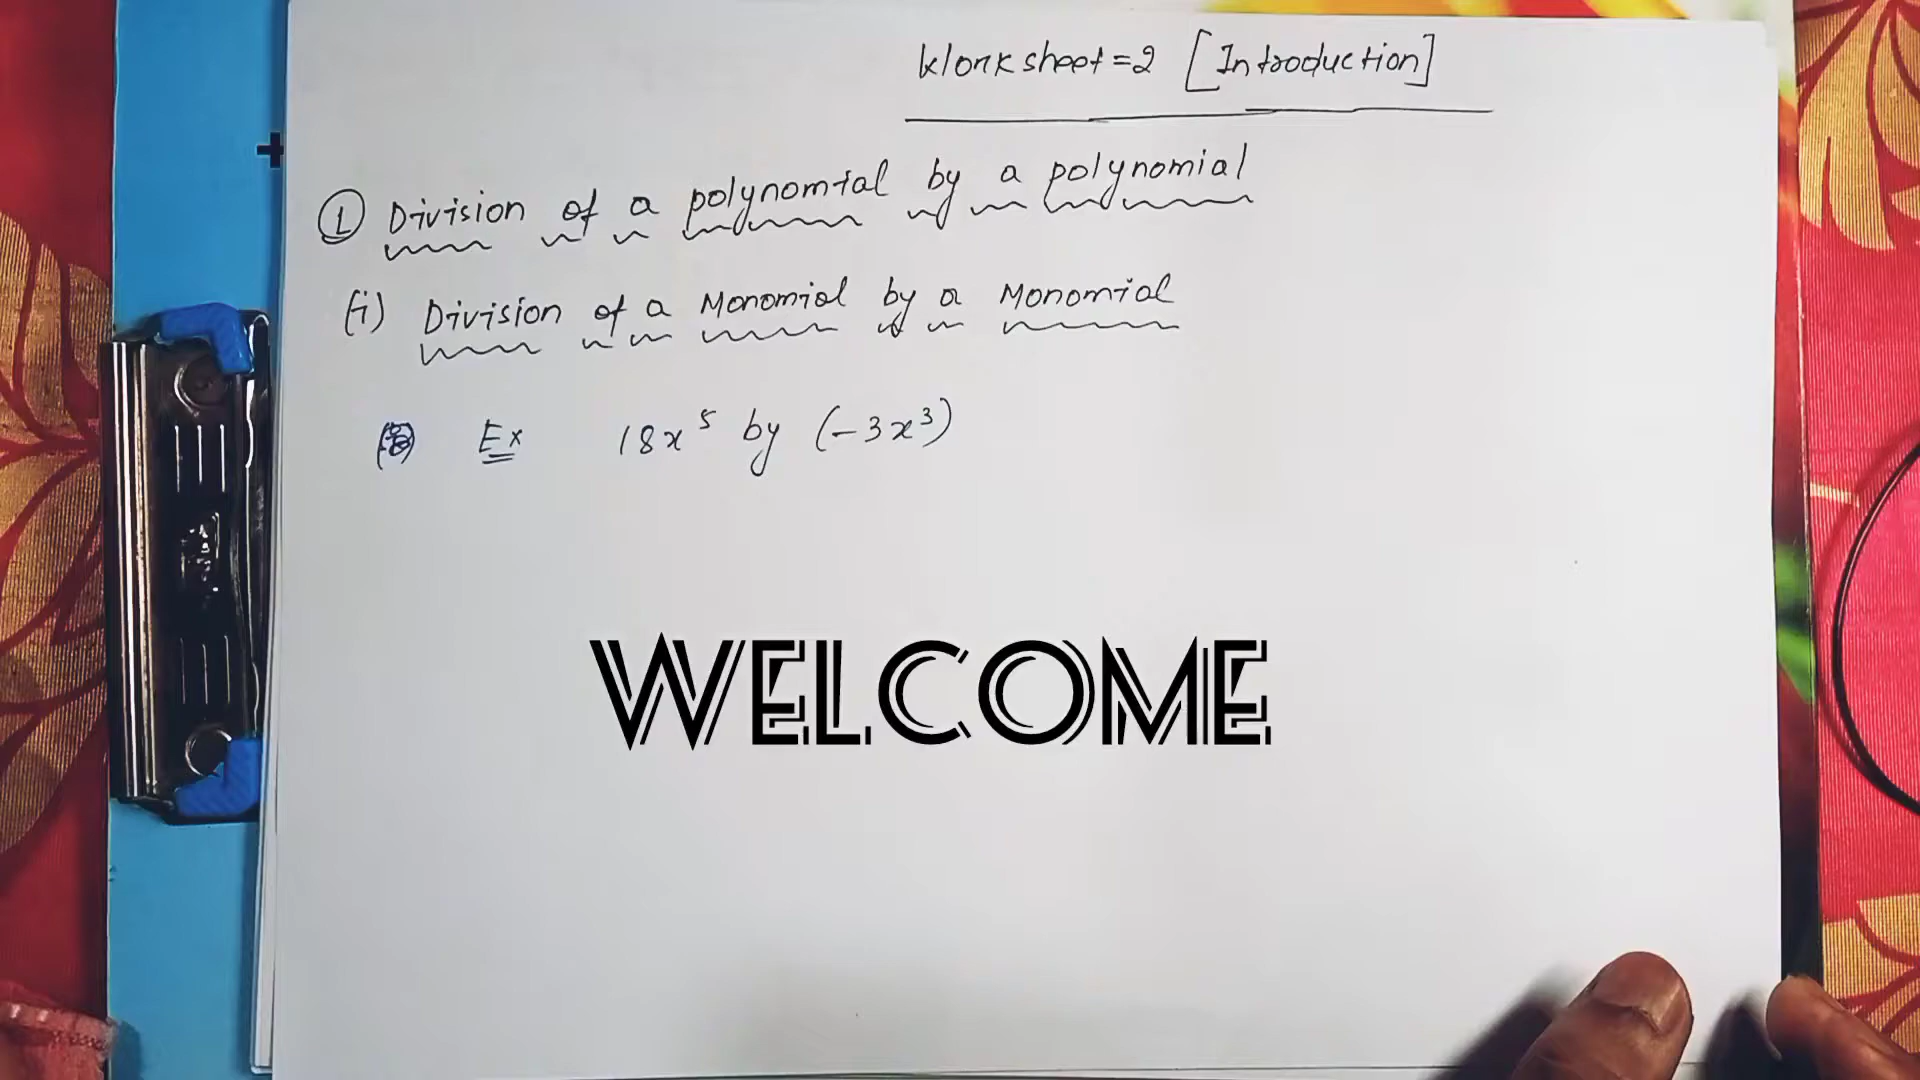 Worksheet=2 [Introduction]
① Division of a polynomial by a polynomial
(i) Division of a Monomial by a Monomial
Ex 18x⁵ by (-3x³)
WELCOME